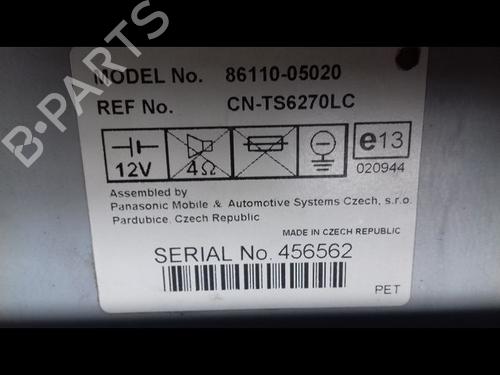 MODEL No. 86110-05020
REF No. CN-TS6270LC
12V 4Ω e13
020944
Assembled by
Panasonic Mobile & Automotive Systems Czech, s.r.o.
Pardubice, Czech Republic
MADE IN CZECH REPUBLIC
SERIAL No. 456562
PET
B-PARTS